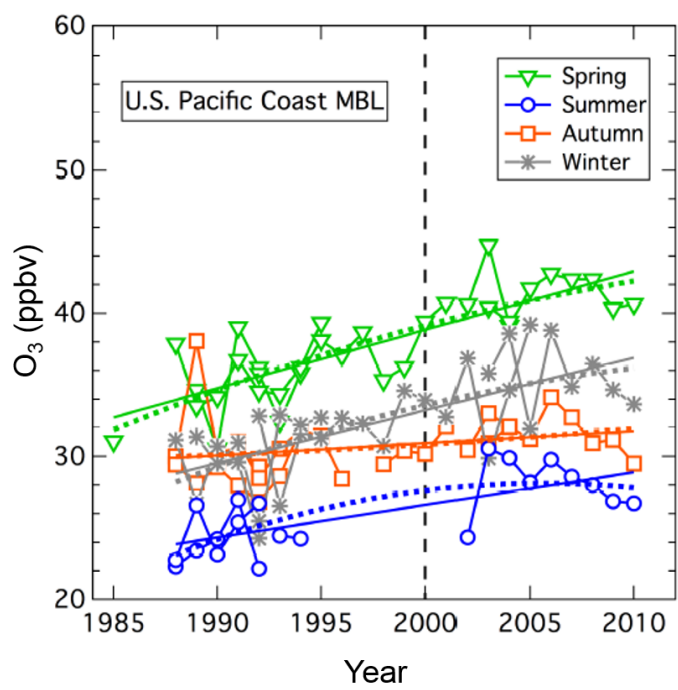 60
50
40
30
20
O3 (ppbv)
U.S. Pacific Coast MBL
Spring
Summer
Autumn
Winter
1985 1990 1995 2000 2005 2010
Year